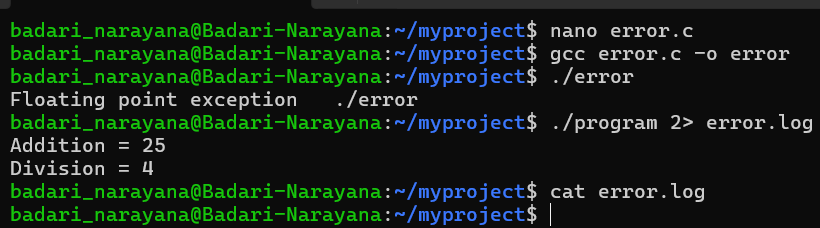 badari_narayana@Badari-Narayana:~/myproject$ nano error.c
badari_narayana@Badari-Narayana:~/myproject$ gcc error.c -o error
badari_narayana@Badari-Narayana:~/myproject$ ./error
Floating point exception   ./error
badari_narayana@Badari-Narayana:~/myproject$ ./program 2> error.log
Addition = 25
Division = 4
badari_narayana@Badari-Narayana:~/myproject$ cat error.log
badari_narayana@Badari-Narayana:~/myproject$